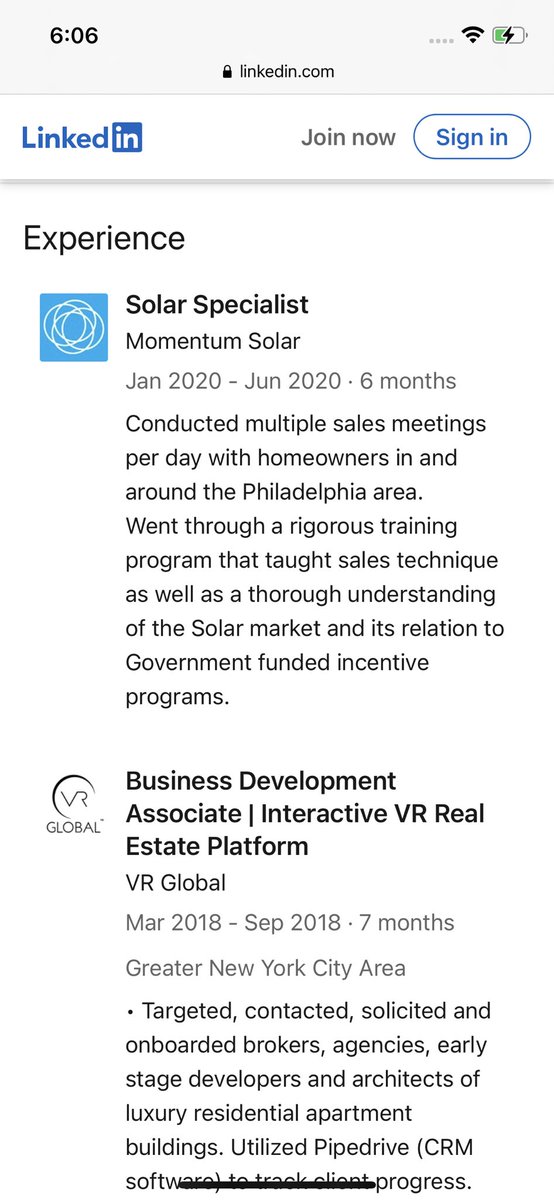 6:06
linkedin.com
Linkedin
Join now
Sign in
Experience
Solar Specialist
Momentum Solar
Jan 2020 - Jun 2020 · 6 months
Conducted multiple sales meetings
per day with homeowners in and
around the Philadelphia area.
Went through a rigorous training
program that taught sales technique
as well as a thorough understanding
of the Solar market and its relation to
Government funded incentive
programs.
VR
GLOBAL™
Business Development
Associate | Interactive VR Real
Estate Platform
VR Global
Mar 2018 - Sep 2018 · 7 months
Greater New York City Area
• Targeted, contacted, solicited and
onboarded brokers, agencies, early
stage developers and architects of
luxury residential apartment
buildings. Utilized Pipedrive (CRM
software) to track client progress.